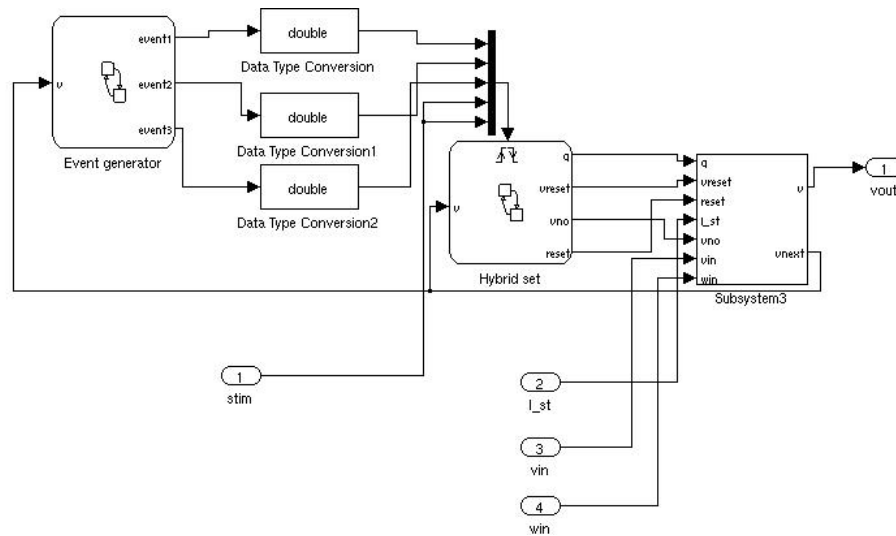 event1
double
Data Type Conversion
v
event2
double
Data Type Conversion1
event3
double
Data Type Conversion2
Event generator
v
q
vreset
vno
reset
Hybrid set
q
vreset
reset
I_st
vno
vin
win
v
vnext
Subsystem3
1
vout
1
stim
2
I_st
3
vin
4
win